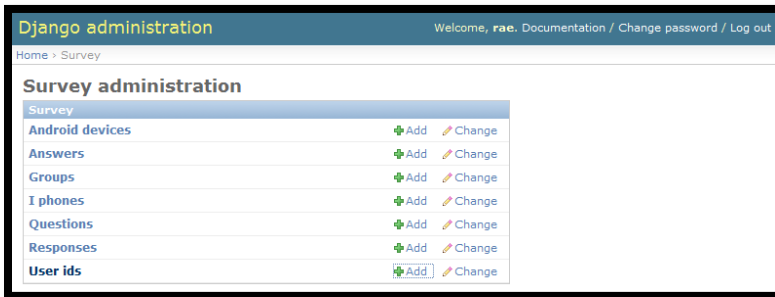 Django administration
Welcome, rae. Documentation / Change password / Log out
Home › Survey
Survey administration
Survey
Android devices Add Change
Answers Add Change
Groups Add Change
I phones Add Change
Questions Add Change
Responses Add Change
User ids Add Change